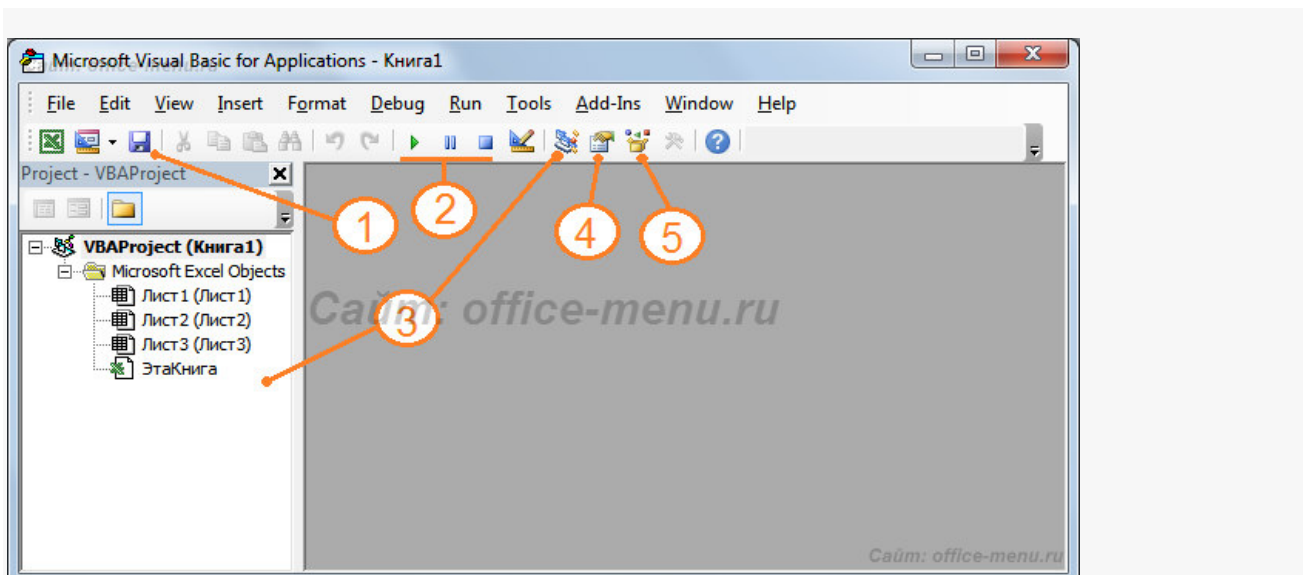 Microsoft Visual Basic for Applications - Книга1
File Edit View Insert Format Debug Run Tools Add-Ins Window Help
Project - VBAProject
1
2
4
5
VBAProject (Книга1)
Microsoft Excel Objects
Лист1 (Лист1)
Лист2 (Лист2)
Лист3 (Лист3)
ЭтаКнига
Сайт: office-menu.ru
3
Сайт: office-menu.ru